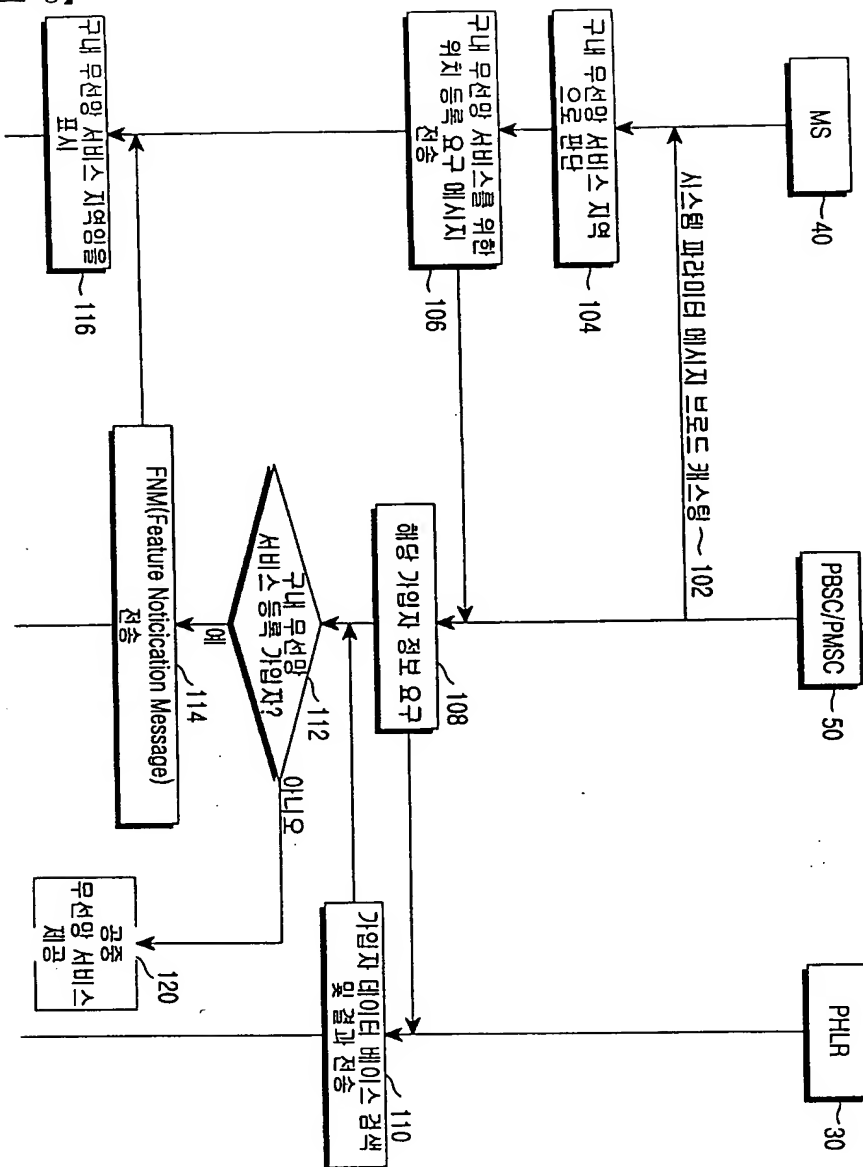 MS
40
PBSC/PMSC
50
PHLR
30
시스템 파라미터 메시지 브로드 캐스팅
102
구내 무선망 서비스 지역
으로 판단
104
구내 무선망 서비스를 위한
위치 등록 요구 메시지
전송
106
해당 가입자 정보 요구
108
가입자 데이터 베이스 검색
및 결과 전송
110
구내 무선망
서비스 등록 가입자?
112
예
아니오
FNM(Feature Noticication Message)
전송
114
구내 무선망 서비스 지역임을
표시
116
공중
무선망 서비스
제공
120